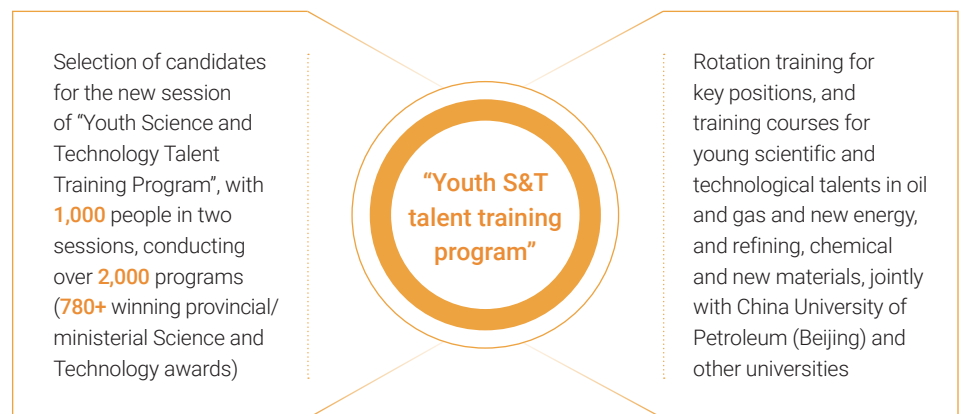 Selection of candidates
for the new session
of “Youth Science and
Technology Talent
Training Program”, with
1,000 people in two
sessions, conducting
over 2,000 programs
(780+ winning provincial/
ministerial Science and
Technology awards)
“Youth S&T
talent training
program”
Rotation training for
key positions, and
training courses for
young scientific and
technological talents in oil
and gas and new energy,
and refining, chemical
and new materials, jointly
with China University of
Petroleum (Beijing) and
other universities